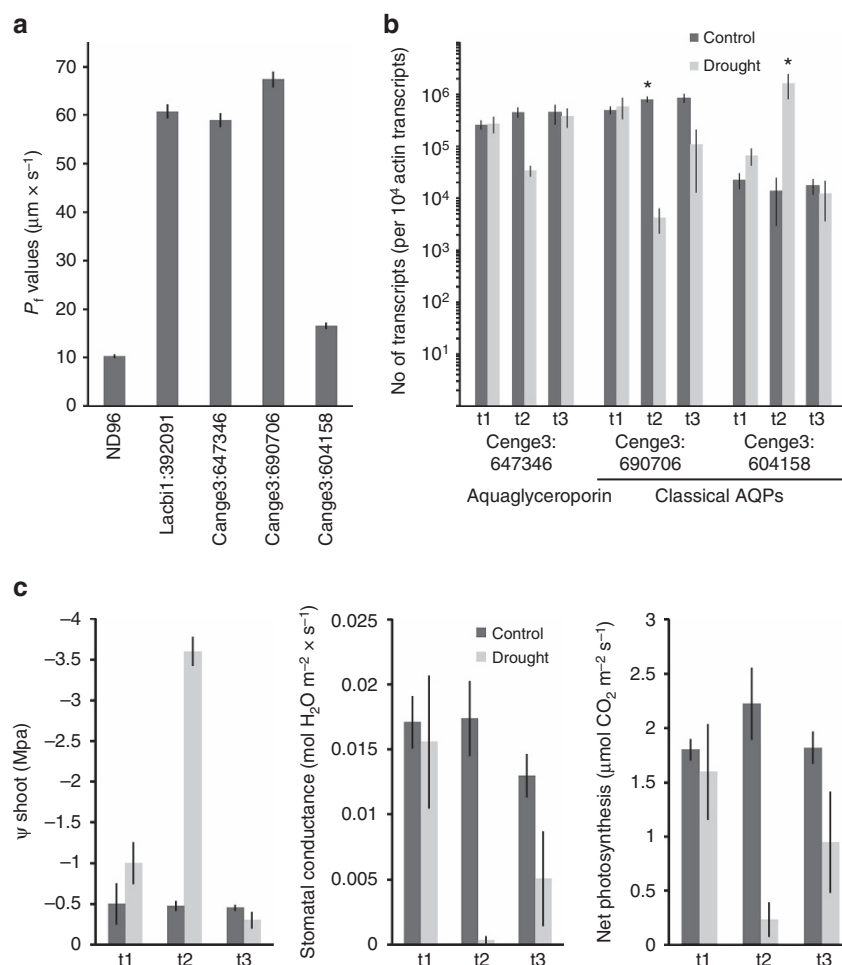 a
P_f values (μm × s⁻¹)
70
60
50
40
30
20
10
0
ND96
Lacbi1:392091
Cange3:647346
Cange3:690706
Cange3:604158
b
Control
Drought
No of transcripts (per 10⁴ actin transcripts)
10⁶
10⁵
10⁴
10³
10²
10¹
*
*
t1 t2 t3 t1 t2 t3 t1 t2 t3
Cenge3: Cenge3: Cenge3:
647346 690706 604158
Aquaglyceroporin Classical AQPs
c
ψ shoot (Mpa)
–4
–3.5
–3
–2.5
–2
–1.5
–1
–0.5
0
t1 t2 t3
Stomatal conductance (mol H₂O m⁻² × s⁻¹)
0.025
0.02
0.015
0.01
0.005
0
Control
Drought
t1 t2 t3
Net photosynthesis (μmol CO₂ m⁻² s⁻¹)
3
2.5
2
1.5
1
0.5
0
t1 t2 t3